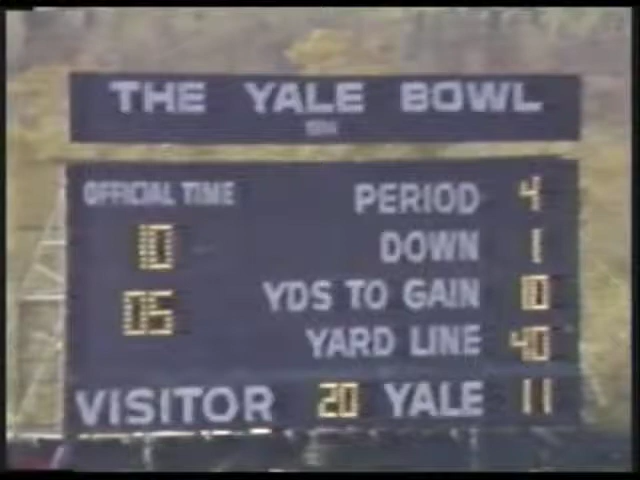 THE YALE BOWL
OFFICIAL TIME
10
05
PERIOD 4
DOWN 1
YDS TO GAIN 10
YARD LINE 40
VISITOR 20 YALE 11